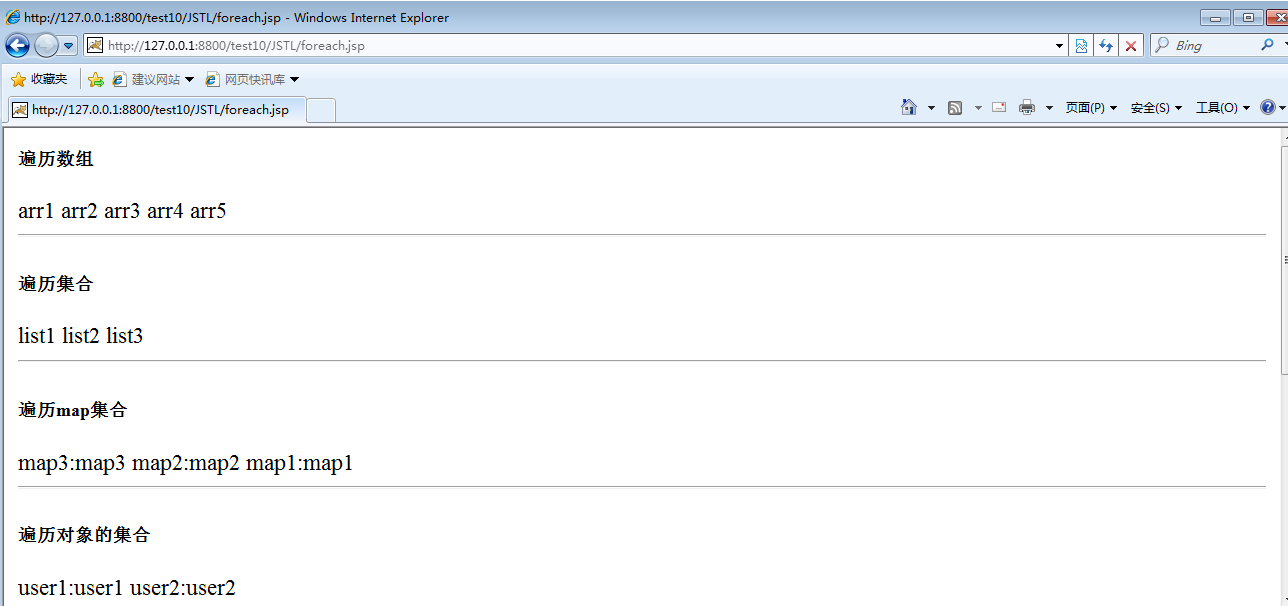 http://127.0.0.1:8800/test10/JSTL/foreach.jsp - Windows Internet Explorer
http://127.0.0.1:8800/test10/JSTL/foreach.jsp Bing
收藏夹 建议网站 网页快讯库
http://127.0.0.1:8800/test10/JSTL/foreach.jsp 页面(P) 安全(S) 工具(O)
遍历数组
arr1 arr2 arr3 arr4 arr5
遍历集合
list1 list2 list3
遍历map集合
map3:map3 map2:map2 map1:map1
遍历对象的集合
user1:user1 user2:user2